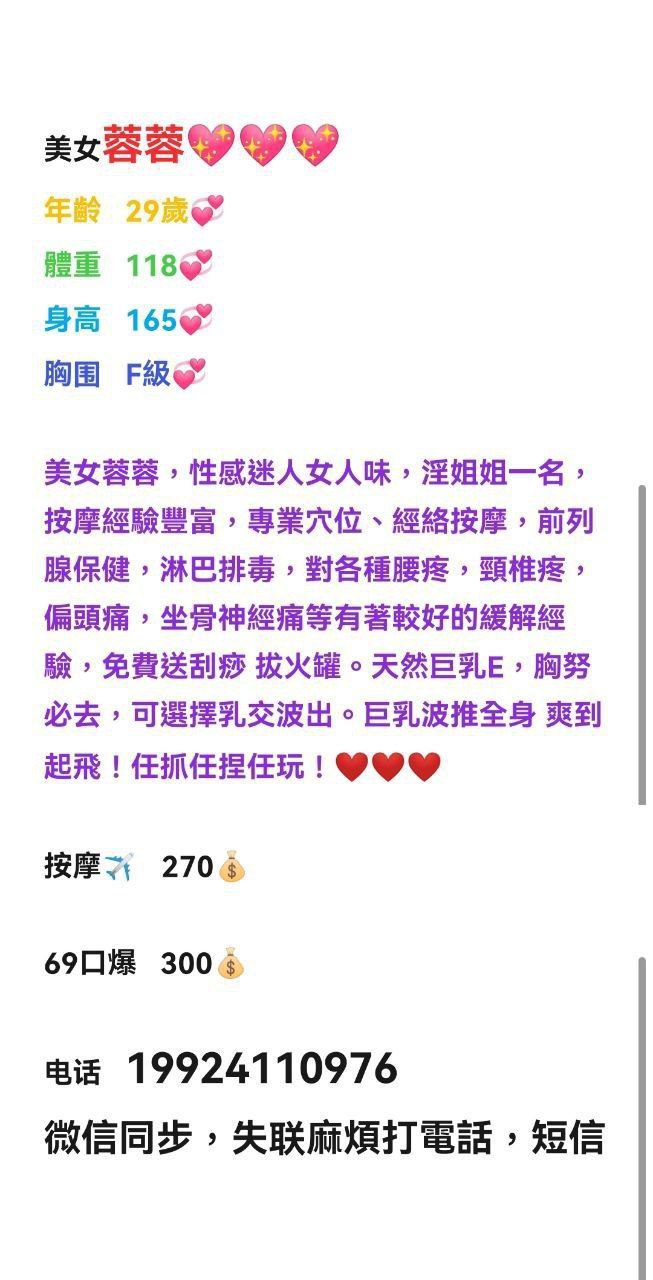 美女蓉蓉💖💖💖
年齡 29歲💞
體重 118💞
身高 165💞
胸围 F級💞
美女蓉蓉，性感迷人女人味，淫姐姐一名，
按摩經驗豐富，專業穴位、經絡按摩，前列
腺保健，淋巴排毒，對各種腰疼，頸椎疼，
偏頭痛，坐骨神經痛等有著較好的緩解經
驗，免費送刮痧 拔火罐。天然巨乳E，胸努
必去，可選擇乳交波出。巨乳波推全身 爽到
起飛！任抓任捏任玩！❤️❤️❤️
按摩✈️ 270💰
69口爆 300💰
电话 19924110976
微信同步，失联麻煩打電話，短信